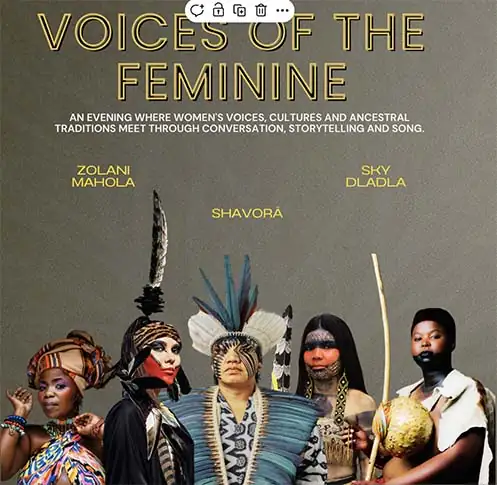 VOICES OF THE
FEMININE
AN EVENING WHERE WOMEN'S VOICES, CULTURES AND ANCESTRAL
TRADITIONS MEET THROUGH CONVERSATION, STORYTELLING AND SONG.
ZOLANI
MAHOLA
SKY
DLADLA
SHAVORÁ